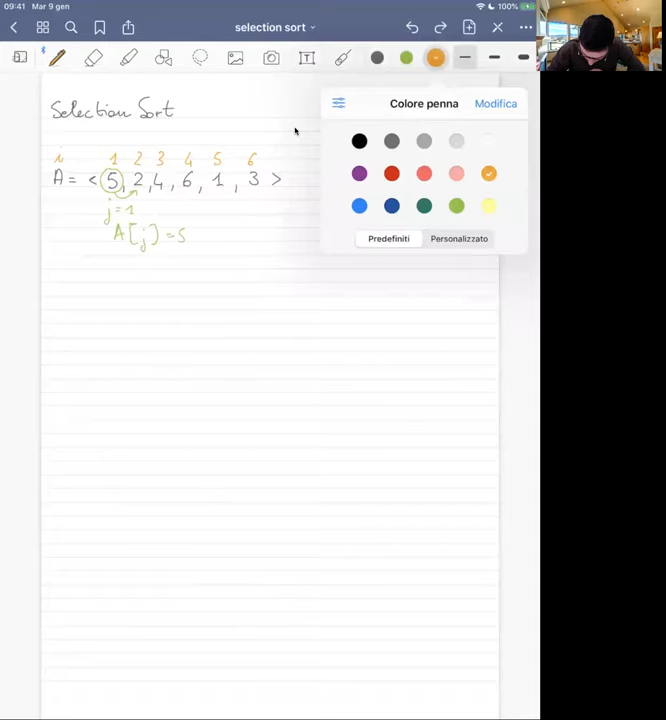 09:41 Mar 9 gen 100%
selection sort
T
Colore penna Modifica
Predefiniti Personalizzato
Selection Sort
i 1 2 3 4 5 6
A = < 5, 2, 4, 6, 1, 3 >
j=1
A[j] = 5